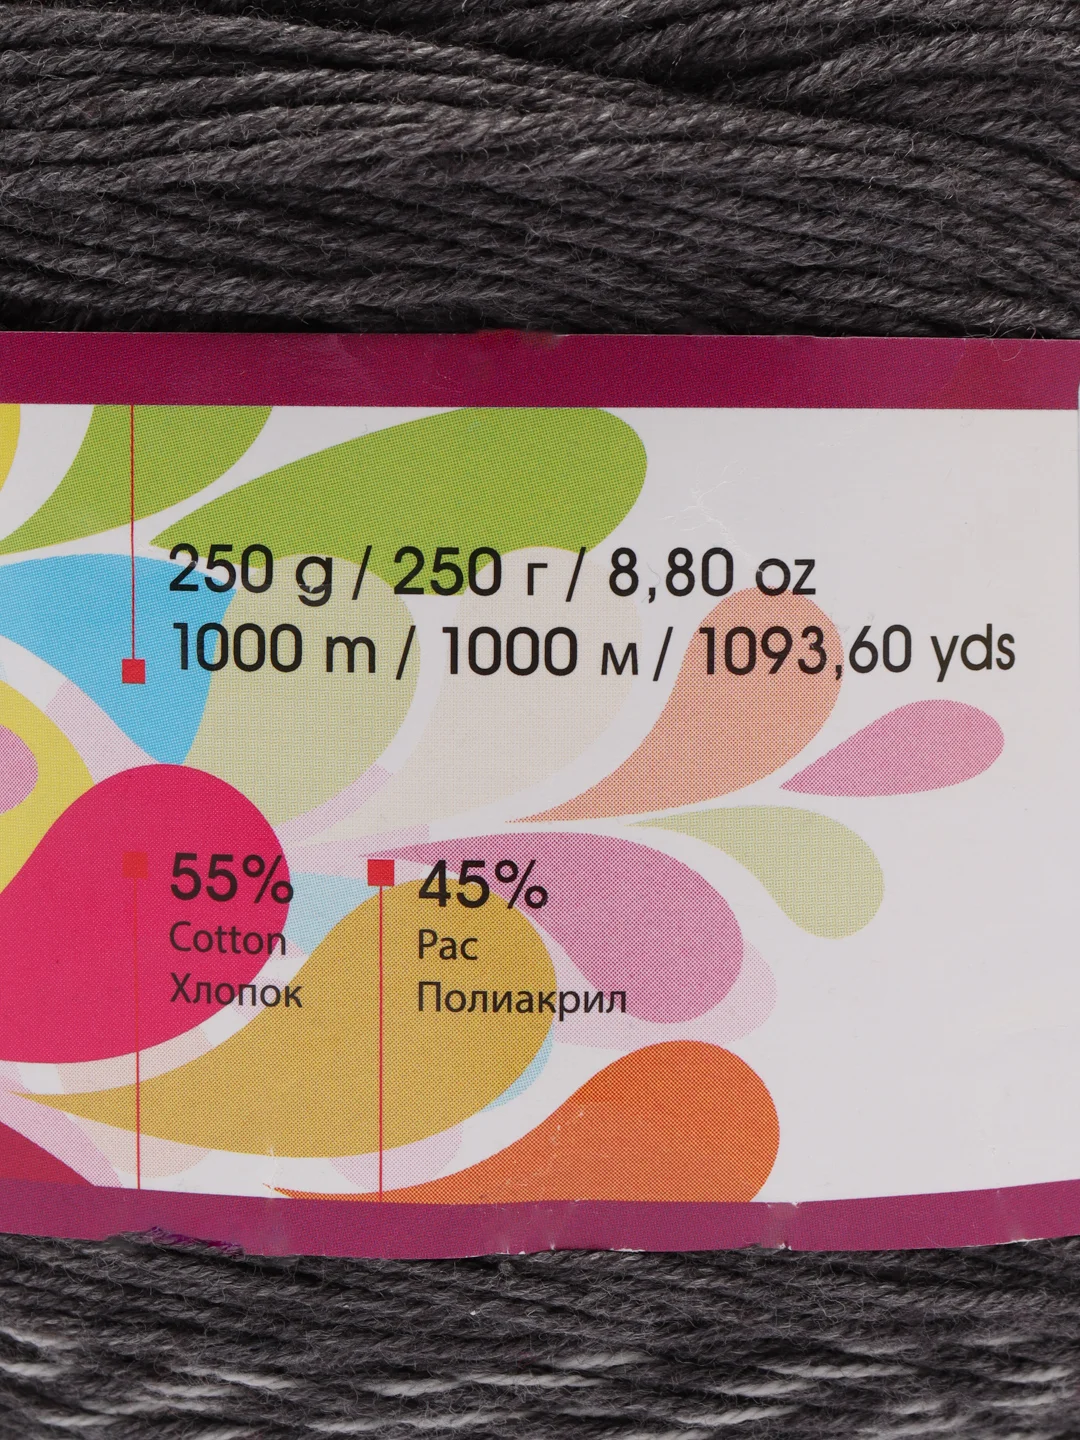 250 g / 250 г / 8,80 oz
1000 m / 1000 м / 1093,60 yds
55% 45%
Cotton Pac
Хлопок Полиакрил